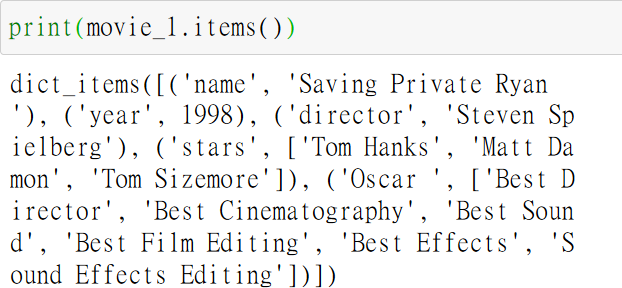 print(movie_1.items())
dict_items([('name', 'Saving Private Ryan
'), ('year', 1998), ('director', 'Steven Sp
ielberg'), ('stars', ['Tom Hanks', 'Matt Da
mon', 'Tom Sizemore']), ('Oscar ', ['Best D
irector', 'Best Cinematography', 'Best Soun
d', 'Best Film Editing', 'Best Effects', 'S
ound Effects Editing'])])